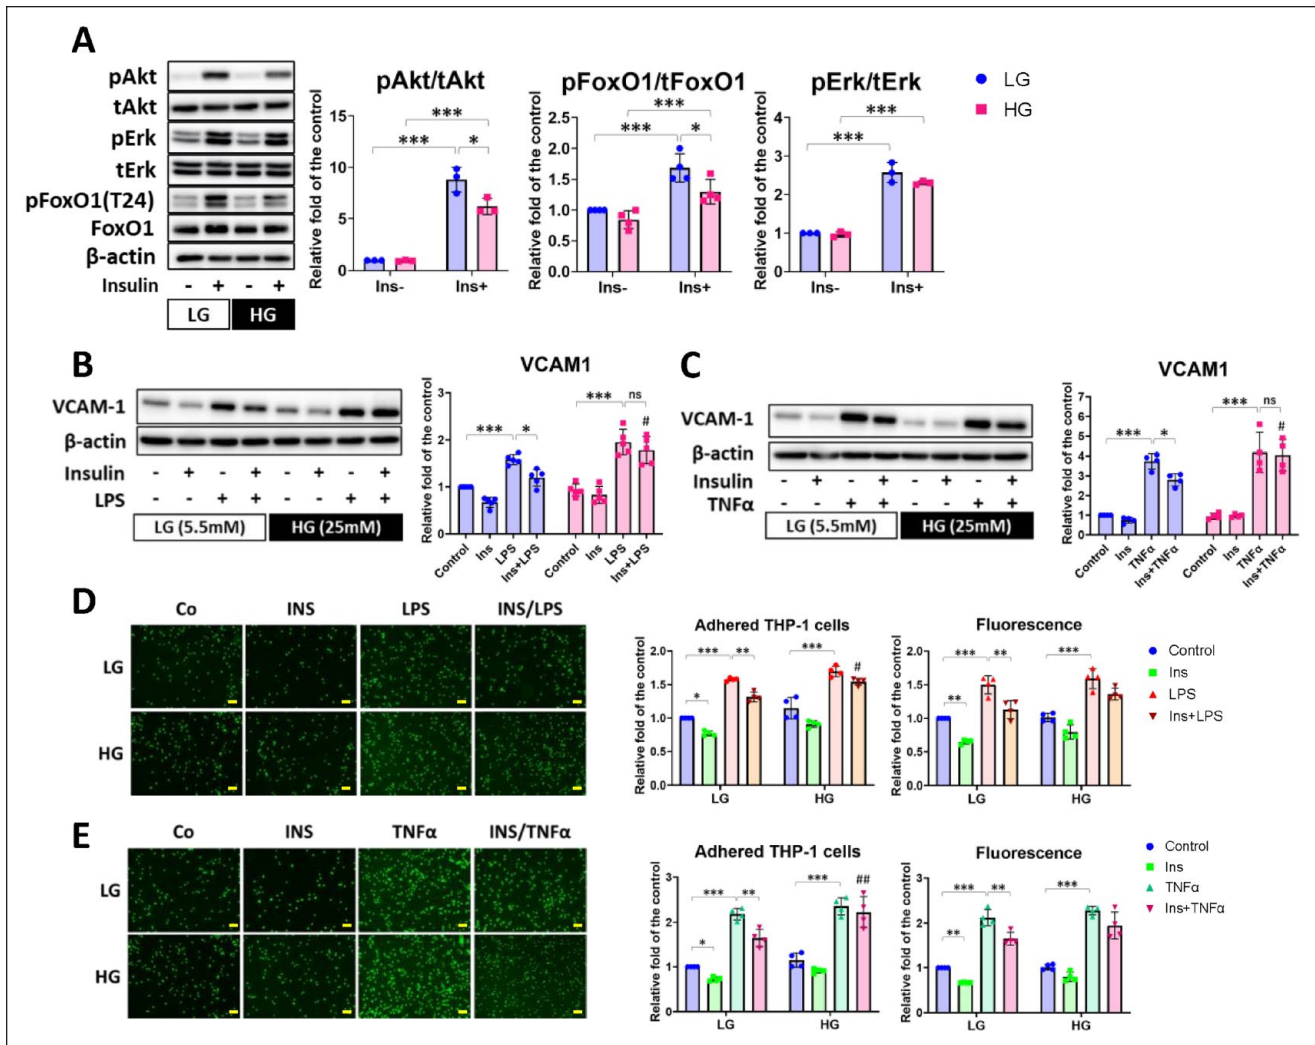 A
pAkt
tAkt
pErk
tErk
pFoxO1(T24)
FoxO1
β-actin
Insulin - + - +
LG HG
pAkt/tAkt
Relative fold of the control
15
10
5
0
*** 
*** *
Ins- Ins+
pFoxO1/tFoxO1
Relative fold of the control
2.5
2.0
1.5
1.0
0.5
0.0
***
*** *
Ins- Ins+
pErk/tErk
Relative fold of the control
6
4
2
0
***
***
Ins- Ins+
LG
HG
B
VCAM-1
β-actin
Insulin - + - + - + - +
LPS - - + + - - + +
LG (5.5mM) HG (25mM)
VCAM1
Relative fold of the control
3
2
1
0
*** * *** ns
#
Control Ins LPS Ins+LPS Control Ins LPS Ins+LPS
C
VCAM-1
β-actin
Insulin - + - + - + - +
TNFα - - + + - - + +
LG (5.5mM) HG (25mM)
VCAM1
Relative fold of the control
7
6
5
4
3
2
1
0
*** * *** ns
#
Control Ins TNFα Ins+TNFα Control Ins TNFα Ins+TNFα
D
Co INS LPS INS/LPS
LG
HG
Adhered THP-1 cells
Relative fold of the control
2.0
1.5
1.0
0.5
0.0
*** ** ***
* #
LG HG
Fluorescence
Relative fold of the control
2.0
1.5
1.0
0.5
0.0
*** ** ***
**
LG HG
Control
Ins
LPS
Ins+LPS
E
Co INS TNFα INS/TNFα
LG
HG
Adhered THP-1 cells
Relative fold of the control
3
2
1
0
*** ** *** ##
*
LG HG
Fluorescence
Relative fold of the control
3
2
1
0
*** ** ***
**
LG HG
Control
Ins
TNFα
Ins+TNFα